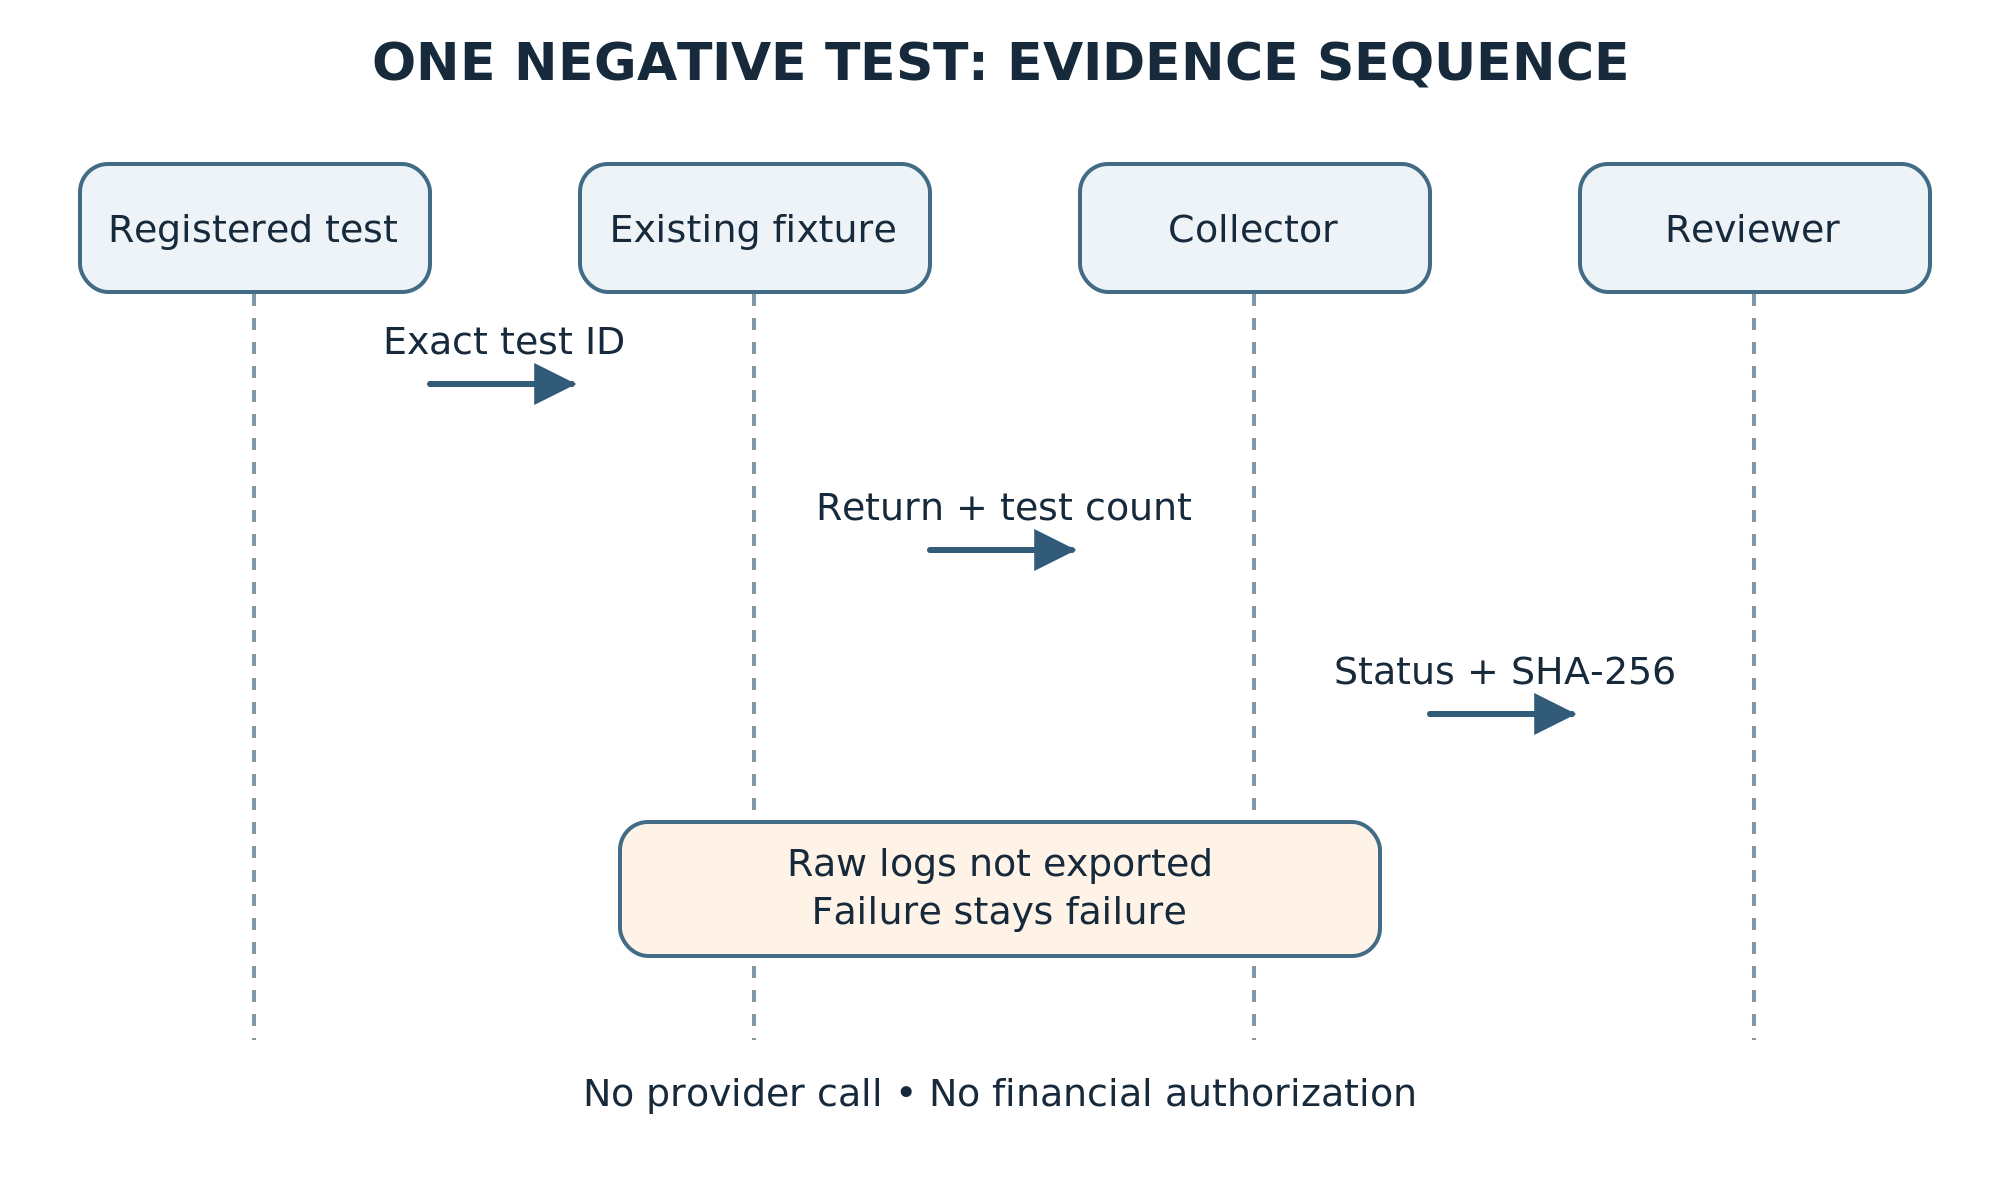 ONE NEGATIVE TEST: EVIDENCE SEQUENCE
Registered test
Existing fixture
Collector
Reviewer
Exact test ID
Return + test count
Status + SHA-256
Raw logs not exported
Failure stays failure
No provider call • No financial authorization